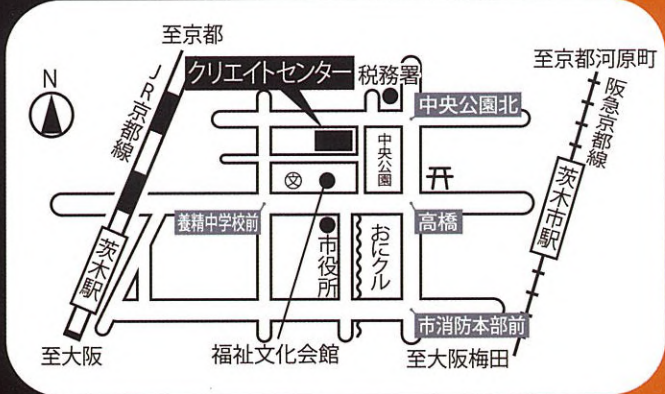 至京都
N
JR京都線
クリエイトセンター
税務署
中央公園北
至京都河原町
阪急京都線
中央公園
文
養精中学校前
高橋
茨木市駅
茨木駅
市役所
おにクル
市消防本部前
至大阪
福祉文化会館
至大阪梅田